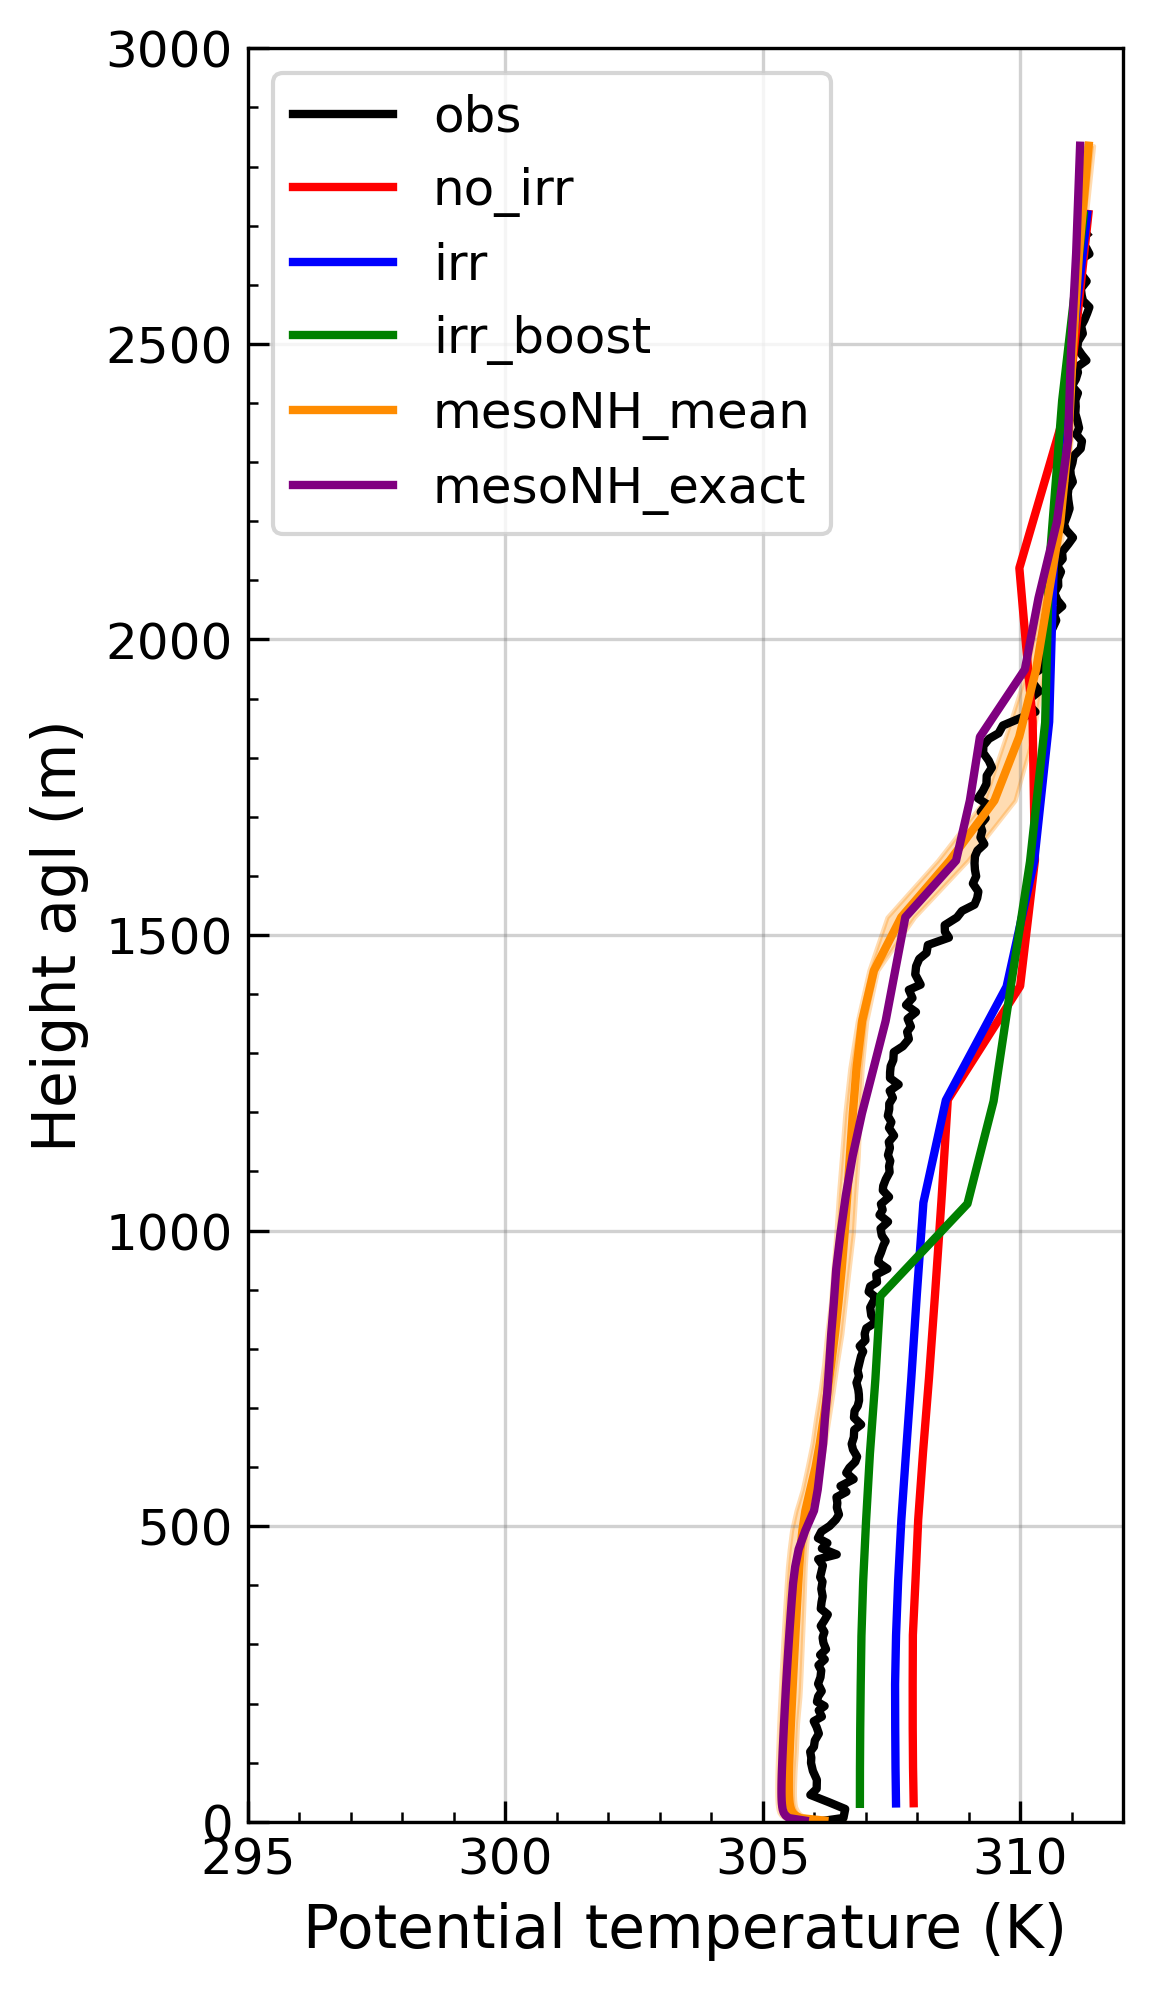 3000
2500
2000
1500
1000
500
0
Height agl (m)
obs
no_irr
irr
irr_boost
mesoNH_mean
mesoNH_exact
295
300
305
310
Potential temperature (K)